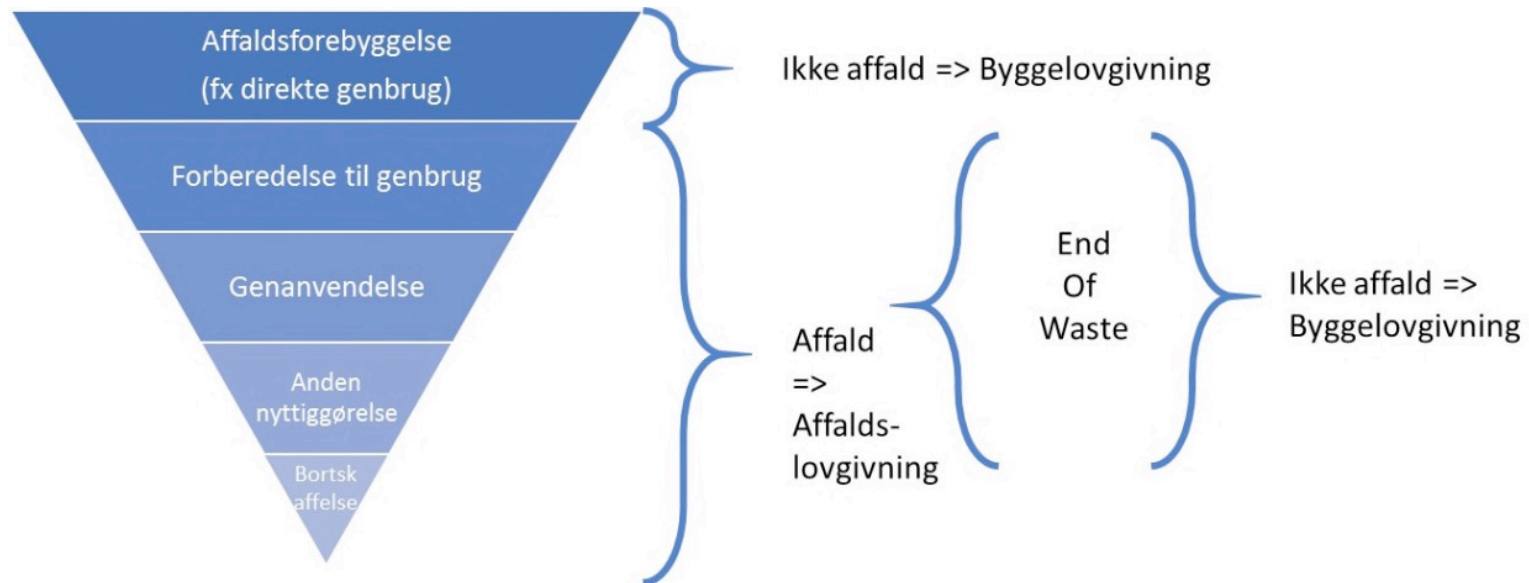 Affaldsforebyggelse
(fx direkte genbrug)
Forberedelse til genbrug
Genanvendelse
Anden
nyttiggørelse
Bortsk
affelse
Ikke affald => Byggelovgivning
Affald
=>
Affalds-
lovgivning
End
Of
Waste
Ikke affald =>
Byggelovgivning